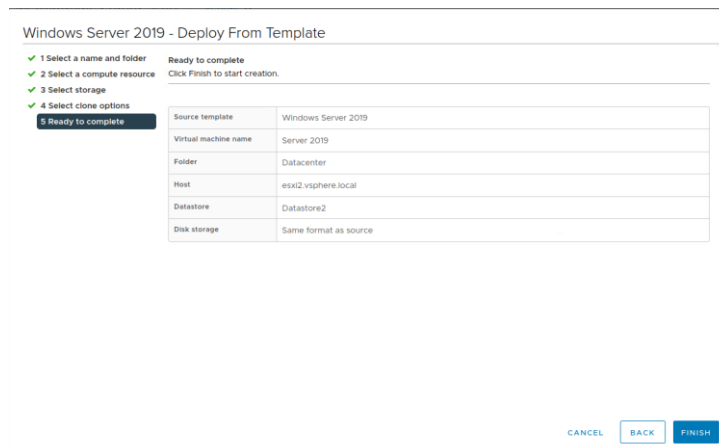 Windows Server 2019 - Deploy From Template
1 Select a name and folder
2 Select a compute resource
3 Select storage
4 Select clone options
5 Ready to complete
Ready to complete
Click Finish to start creation.
Source template Windows Server 2019
Virtual machine name Server 2019
Folder Datacenter
Host esxi2.vsphere.local
Datastore Datastore2
Disk storage Same format as source
CANCEL BACK FINISH